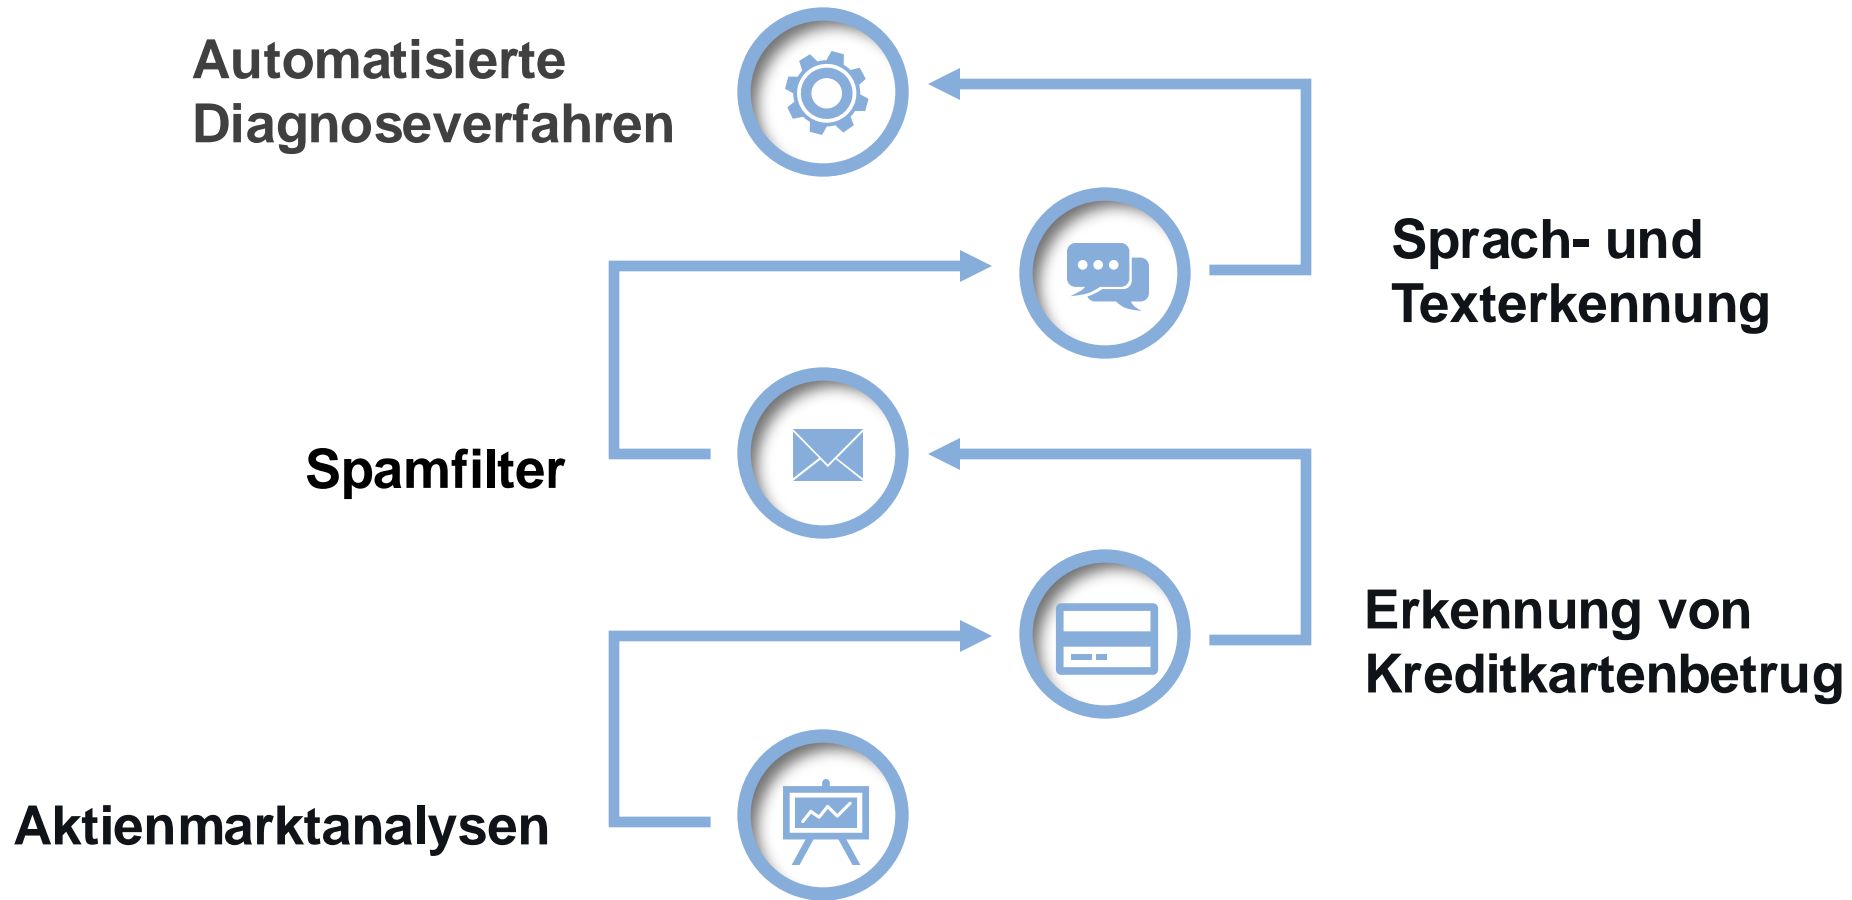 Automatisierte
Diagnoseverfahren
Sprach- und
Texterkennung
Spamfilter
Erkennung von
Kreditkartenbetrug
Aktienmarktanalysen